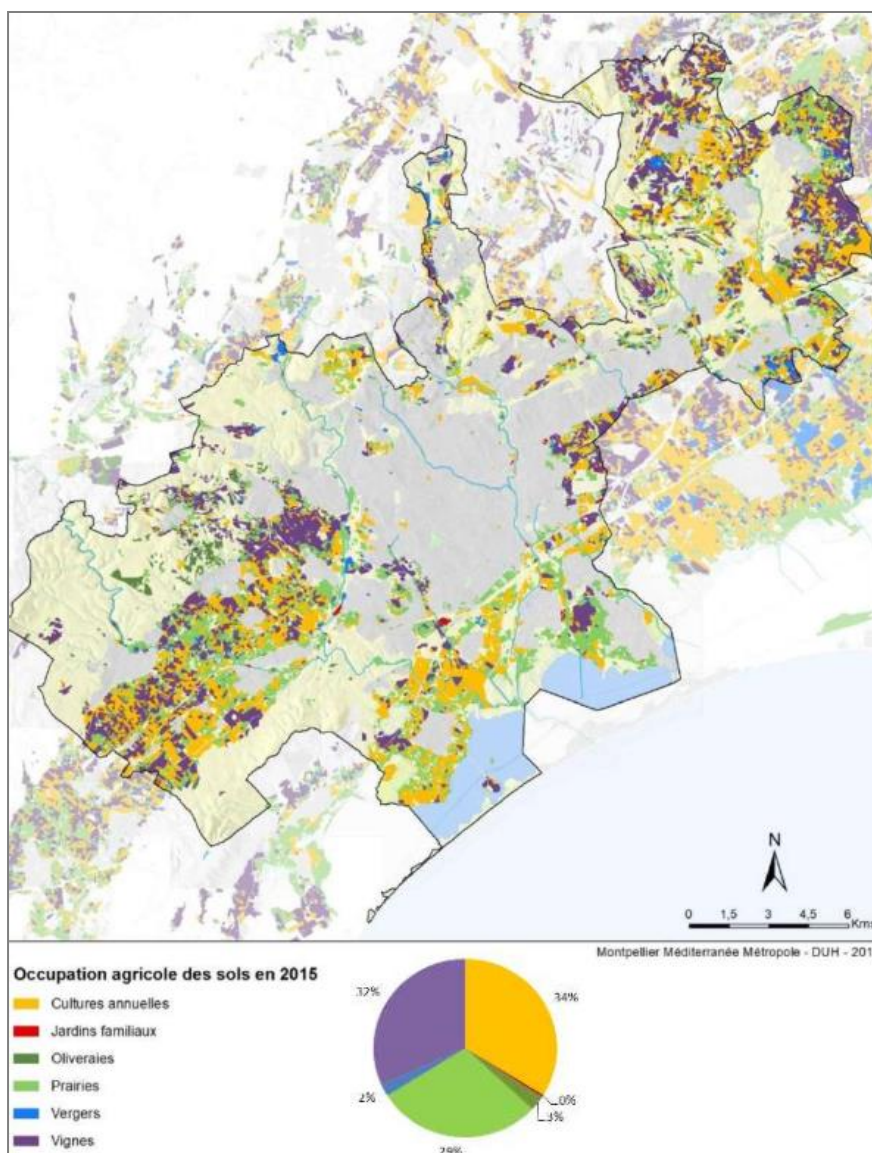 N
0 1,5 3 4,5 6
Kms
Montpellier Méditerranée Métropole - DUH - 201
Occupation agricole des sols en 2015
Cultures annuelles
Jardins familiaux
Oliveraies
Prairies
Vergers
Vignes
32%
34%
0%
3%
2%
29%